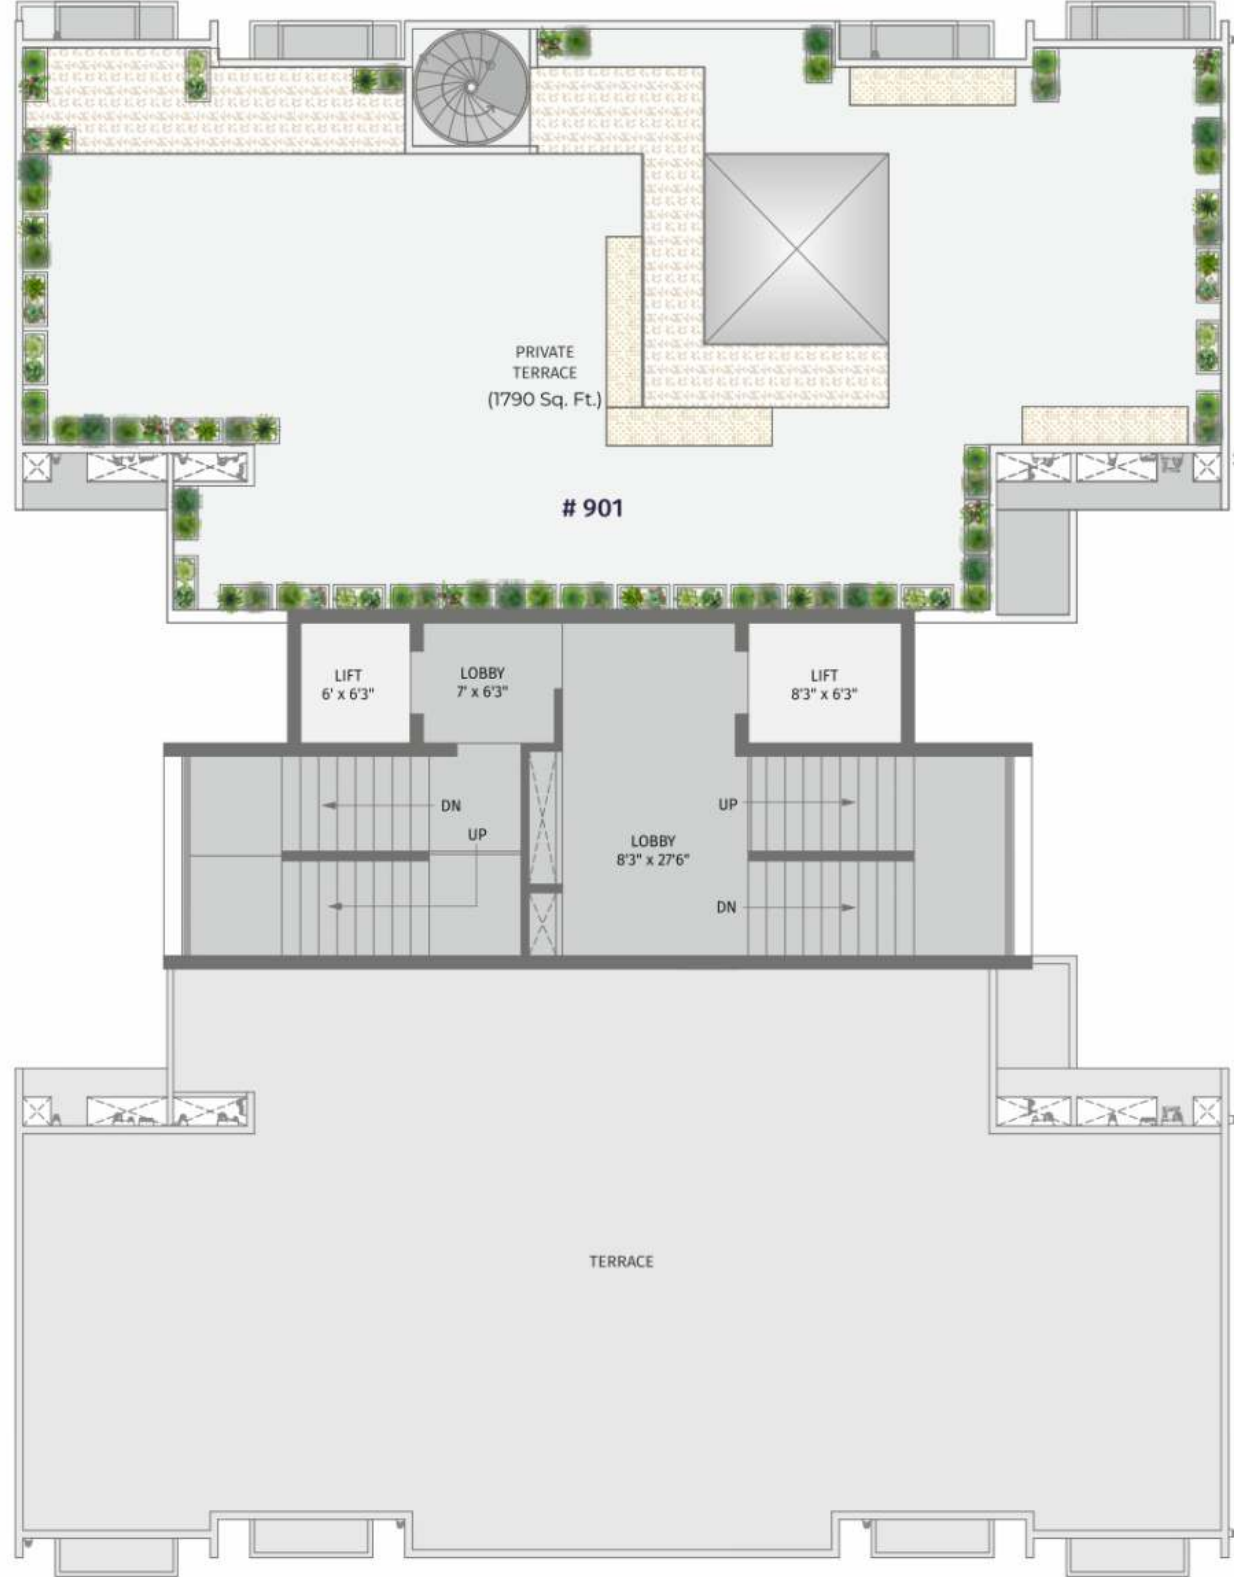 PRIVATE
TERRACE
(1790 Sq. Ft.)
# 901
LIFT
6' x 6'3"
LOBBY
7' x 6'3"
LIFT
8'3" x 6'3"
DN
UP
UP
LOBBY
8'3" x 27'6"
DN
TERRACE